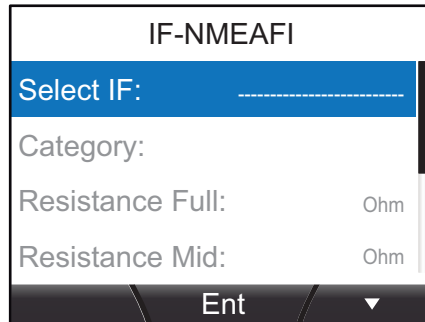 IF-NMEAFI
Select IF: --------------------------
Category:
Resistance Full: Ohm
Resistance Mid: Ohm
Ent ▼